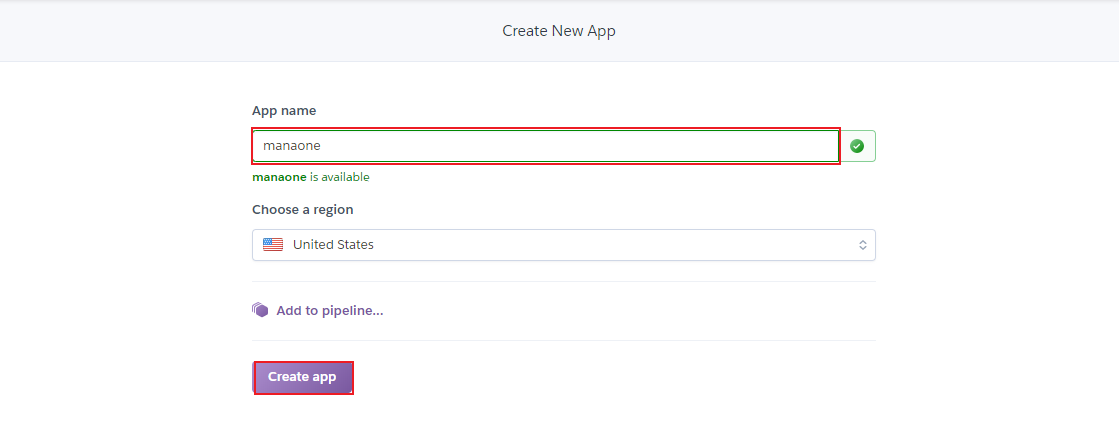 Create New App
App name
manaone
manaone is available
Choose a region
United States
Add to pipeline...
Create app